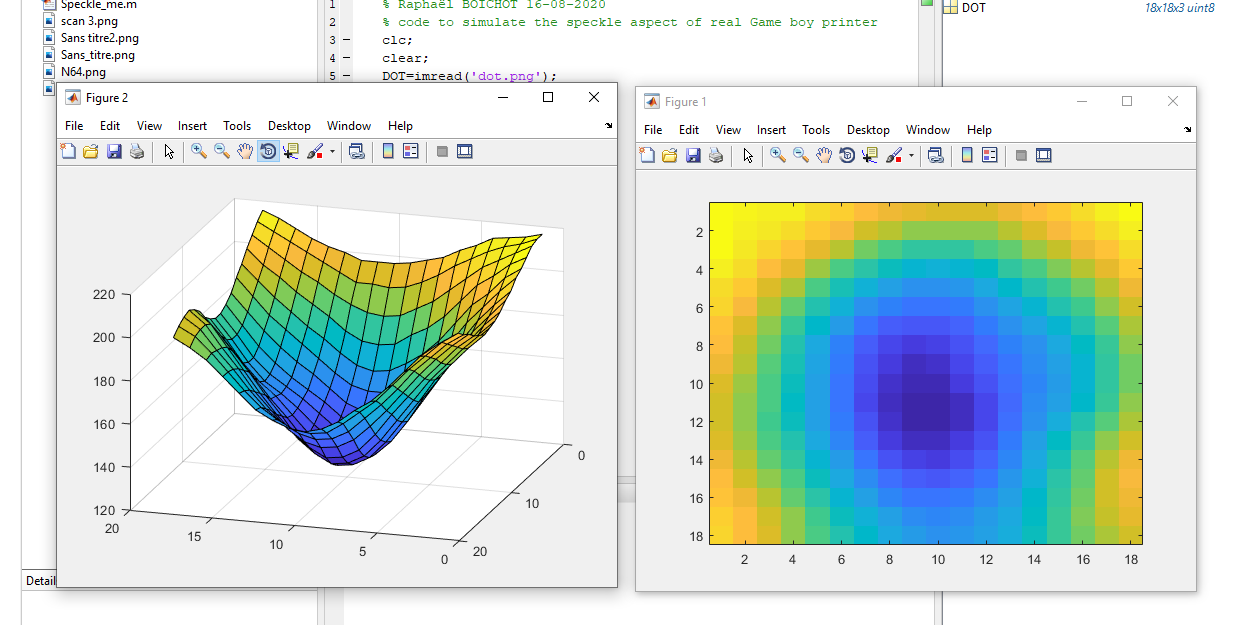 Speckle_me.m
scan 3.png
Sans titre2.png
Sans_titre.png
N64.png
1 % Raphaël BOICHOT 16-08-2020
2 % code to simulate the speckle aspect of real Game boy printer
3 – clc;
4 – clear;
5 – DOT=imread('dot.png');
DOT 18x18x3 uint8
Figure 2
File Edit View Insert Tools Desktop Window Help
220
200
180
160
140
120
20 15 10 5 0
20 10 0
Figure 1
File Edit View Insert Tools Desktop Window Help
2
4
6
8
10
12
14
16
18
2 4 6 8 10 12 14 16 18
Detail